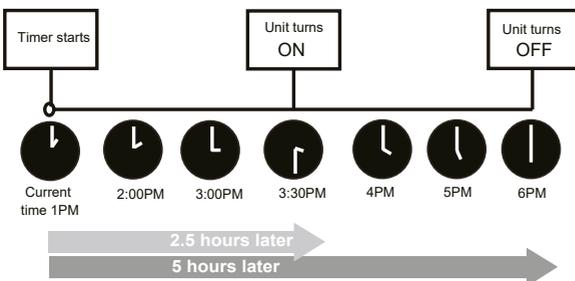 Timer starts
Unit turns
ON
Unit turns
OFF
Current
time 1PM
2:00PM
3:00PM
3:30PM
4PM
5PM
6PM
2.5 hours later
5 hours later